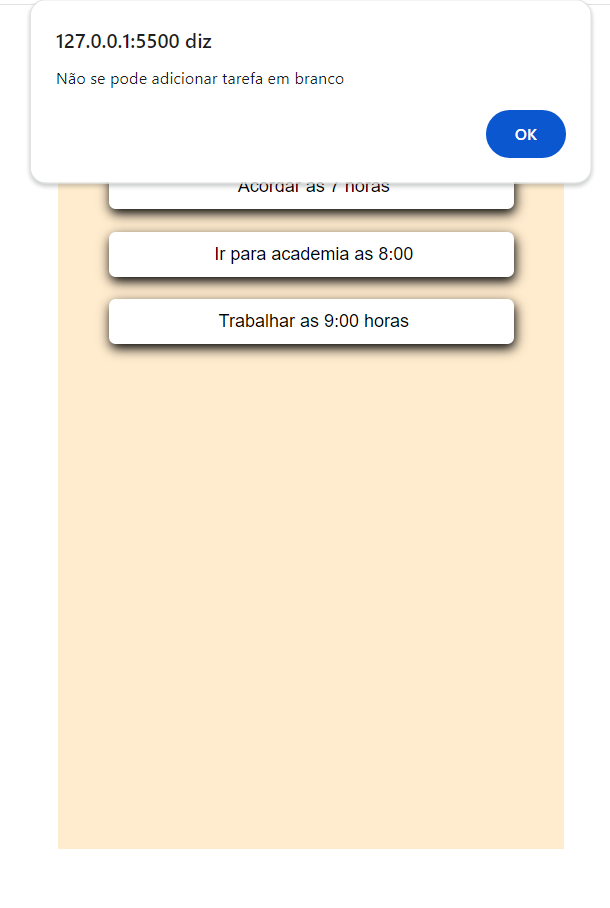 127.0.0.1:5500 diz
Não se pode adicionar tarefa em branco
OK
Acordar as 7 horas
Ir para academia as 8:00
Trabalhar as 9:00 horas